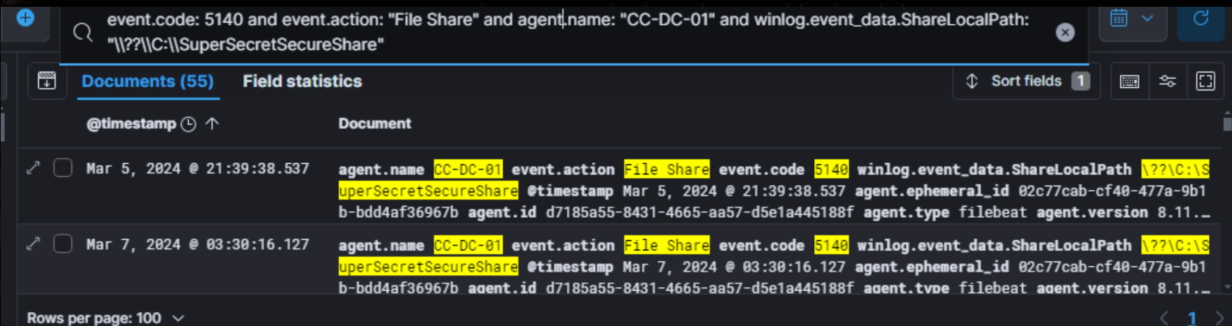 event.code: 5140 and event.action: "File Share" and agent.name: "CC-DC-01" and winlog.event_data.ShareLocalPath:
"\\??\\C:\\SuperSecretSecureShare"
Documents (55) Field statistics
Sort fields 1
@timestamp Document
Mar 5, 2024 @ 21:39:38.537 agent.name CC-DC-01 event.action File Share event.code 5140 winlog.event_data.ShareLocalPath \??\C:\S
uperSecretSecureShare @timestamp Mar 5, 2024 @ 21:39:38.537 agent.ephemeral_id 02c77cab-cf40-477a-9b1
b-bdd4af36967b agent.id d7185a55-8431-4665-aa57-d5e1a445188f agent.type filebeat agent.version 8.11.…
Mar 7, 2024 @ 03:30:16.127 agent.name CC-DC-01 event.action File Share event.code 5140 winlog.event_data.ShareLocalPath \??\C:\S
uperSecretSecureShare @timestamp Mar 7, 2024 @ 03:30:16.127 agent.ephemeral_id 02c77cab-cf40-477a-9b1
b-bdd4af36967b agent.id d7185a55-8431-4665-aa57-d5e1a445188f agent.type filebeat agent.version 8.11.…
Rows per page: 100
1